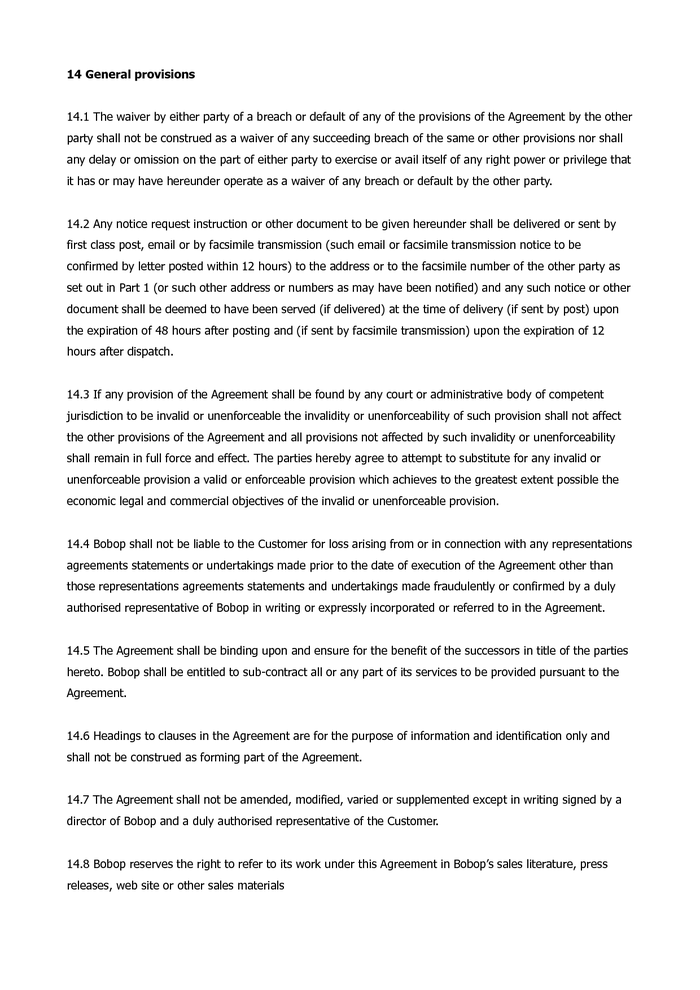 14 General provisions
14.1 The waiver by either party of a breach or default of any of the provisions of the Agreement by the other
party shall not be construed as a waiver of any succeeding breach of the same or other provisions nor shall
any delay or omission on the part of either party to exercise or avail itself of any right power or privilege that
it has or may have hereunder operate as a waiver of any breach or default by the other party.
14.2 Any notice request instruction or other document to be given hereunder shall be delivered or sent by
first class post, email or by facsimile transmission (such email or facsimile transmission notice to be
confirmed by letter posted within 12 hours) to the address or to the facsimile number of the other party as
set out in Part 1 (or such other address or numbers as may have been notified) and any such notice or other
document shall be deemed to have been served (if delivered) at the time of delivery (if sent by post) upon
the expiration of 48 hours after posting and (if sent by facsimile transmission) upon the expiration of 12
hours after dispatch.
14.3 If any provision of the Agreement shall be found by any court or administrative body of competent
jurisdiction to be invalid or unenforceable the invalidity or unenforceability of such provision shall not affect
the other provisions of the Agreement and all provisions not affected by such invalidity or unenforceability
shall remain in full force and effect. The parties hereby agree to attempt to substitute for any invalid or
unenforceable provision a valid or enforceable provision which achieves to the greatest extent possible the
economic legal and commercial objectives of the invalid or unenforceable provision.
14.4 Bobop shall not be liable to the Customer for loss arising from or in connection with any representations
agreements statements or undertakings made prior to the date of execution of the Agreement other than
those representations agreements statements and undertakings made fraudulently or confirmed by a duly
authorised representative of Bobop in writing or expressly incorporated or referred to in the Agreement.
14.5 The Agreement shall be binding upon and ensure for the benefit of the successors in title of the parties
hereto. Bobop shall be entitled to sub-contract all or any part of its services to be provided pursuant to the
Agreement.
14.6 Headings to clauses in the Agreement are for the purpose of information and identification only and
shall not be construed as forming part of the Agreement.
14.7 The Agreement shall not be amended, modified, varied or supplemented except in writing signed by a
director of Bobop and a duly authorised representative of the Customer.
14.8 Bobop reserves the right to refer to its work under this Agreement in Bobop’s sales literature, press
releases, web site or other sales materials